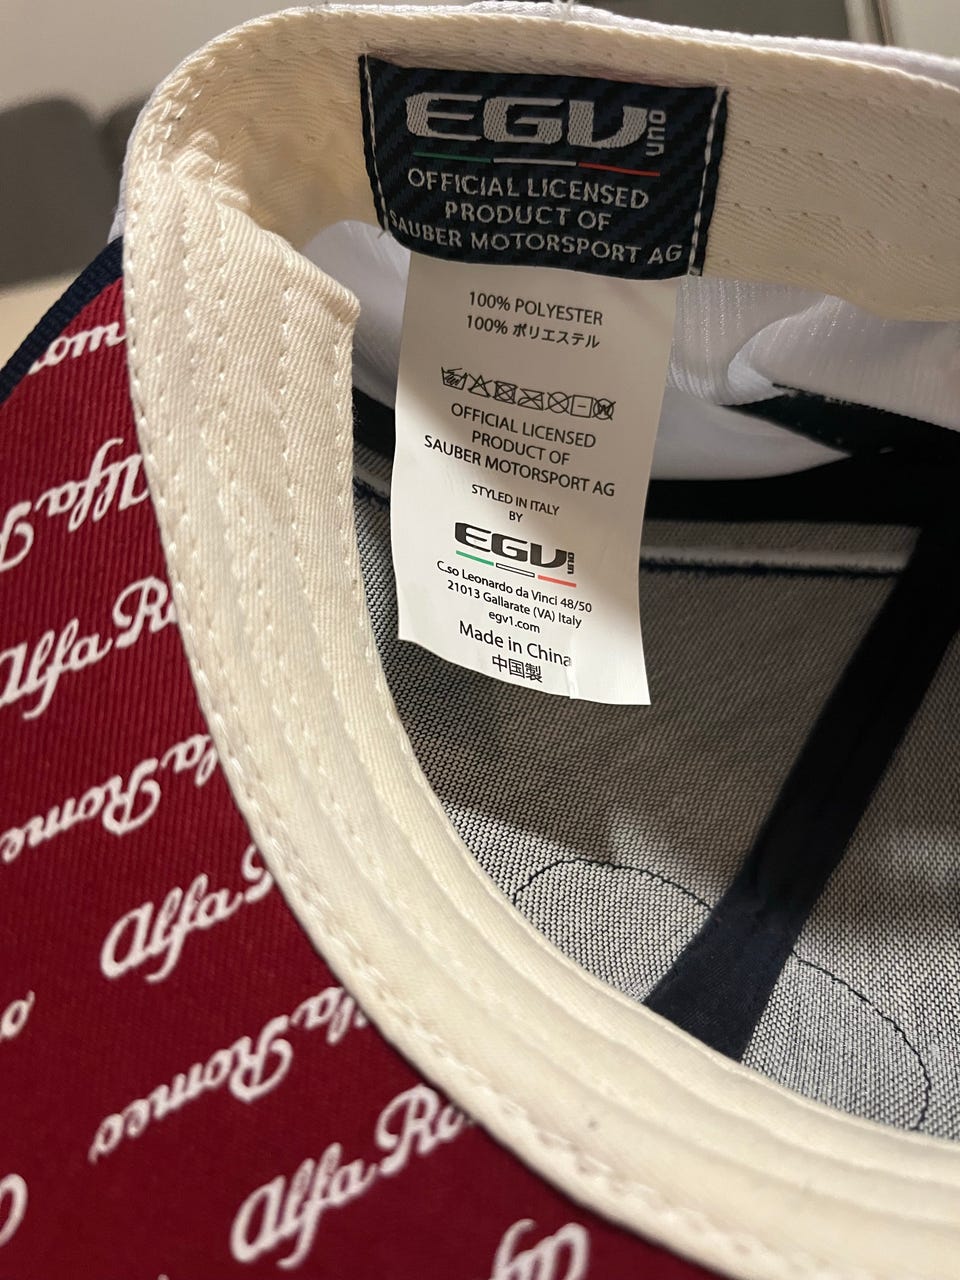 EGV UNO
OFFICIAL LICENSED
PRODUCT OF
SAUBER MOTORSPORT AG
100% POLYESTER
100% ポリエステル
OFFICIAL LICENSED
PRODUCT OF
SAUBER MOTORSPORT AG
STYLED IN ITALY
BY
EGV UNO
C.so Leonardo da Vinci 48/50
21013 Gallarate (VA) Italy
egv1.com
Made in China
中国製
Alfa
Alfa
Romeo
Alfa
Romeo
Alfa